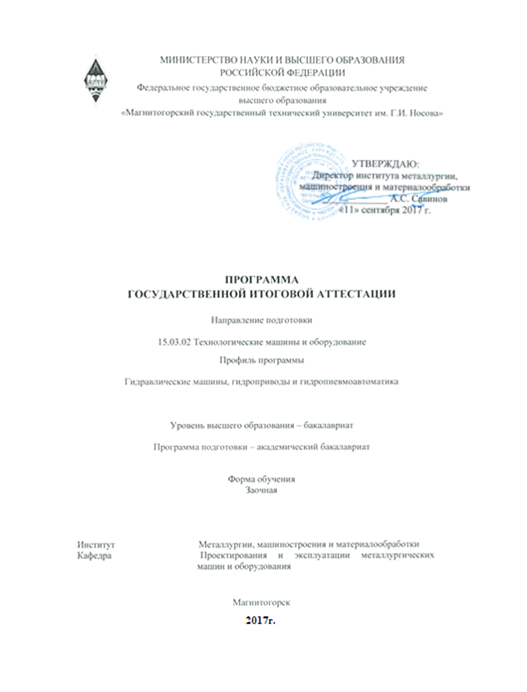 МИНИСТЕРСТВО НАУКИ И ВЫСШЕГО ОБРАЗОВАНИЯ
РОССИЙСКОЙ ФЕДЕРАЦИИ
Федеральное государственное бюджетное образовательное учреждение
высшего образования
«Магнитогорский государственный технический университет им. Г.И. Носова»
УТВЕРЖДАЮ:
Директор института металлургии,
машиностроения и материалообработки
А.С. Савинов
«11» сентября 2017 г.
ПРОГРАММА
ГОСУДАРСТВЕННОЙ ИТОГОВОЙ АТТЕСТАЦИИ
Направление подготовки
15.03.02 Технологические машины и оборудование
Профиль программы
Гидравлические машины, гидроприводы и гидропневмоавтоматика
Уровень высшего образования – бакалавриат
Программа подготовки – академический бакалавриат
Форма обучения
Заочная
Институт Металлургии, машиностроения и материалообработки
Кафедра Проектирования и эксплуатации металлургических
машин и оборудования
Магнитогорск
2017г.